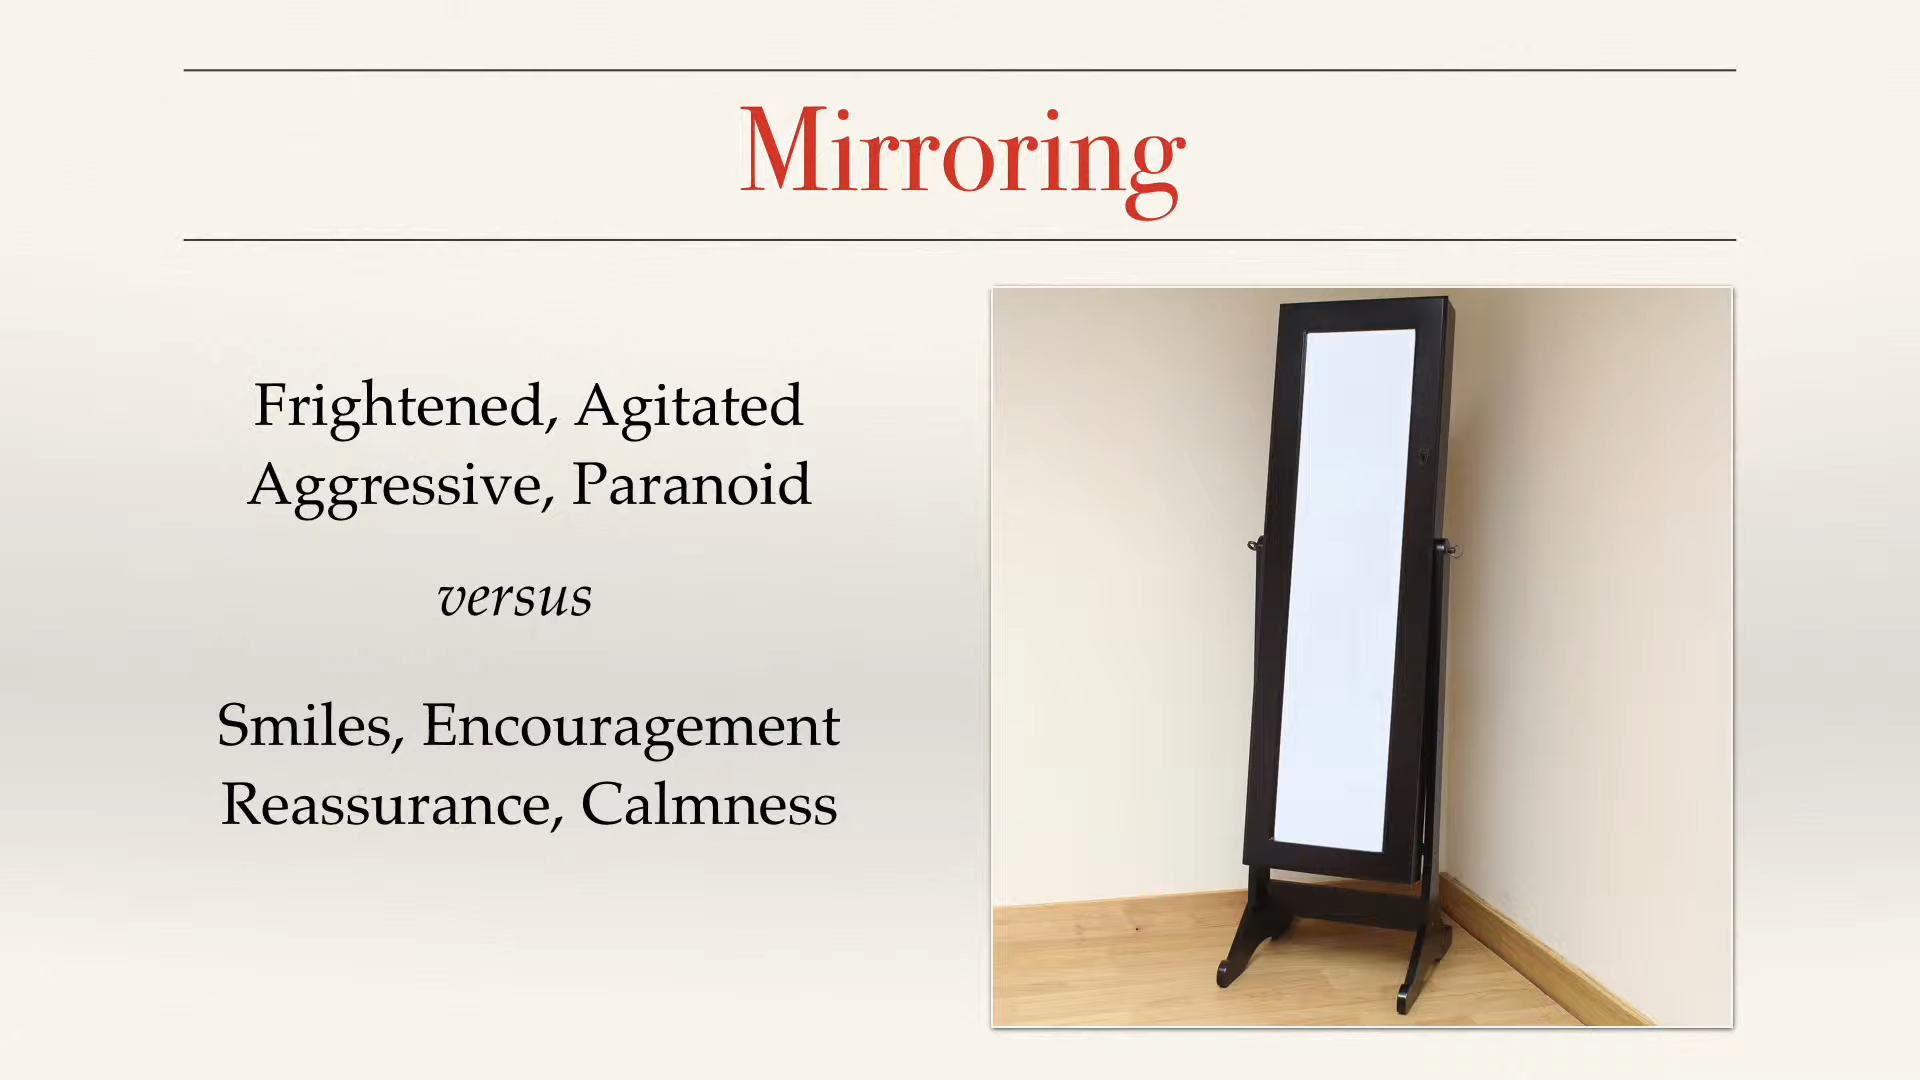 Mirroring
Frightened, Agitated
Aggressive, Paranoid
versus
Smiles, Encouragement
Reassurance, Calmness